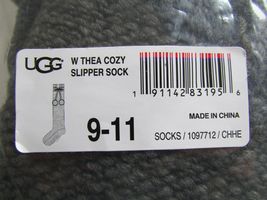 UGG
W THEA COZY
SLIPPER SOCK
9-11
1 91142 83195 6
MADE IN CHINA
SOCKS / 1097712 / CHHE